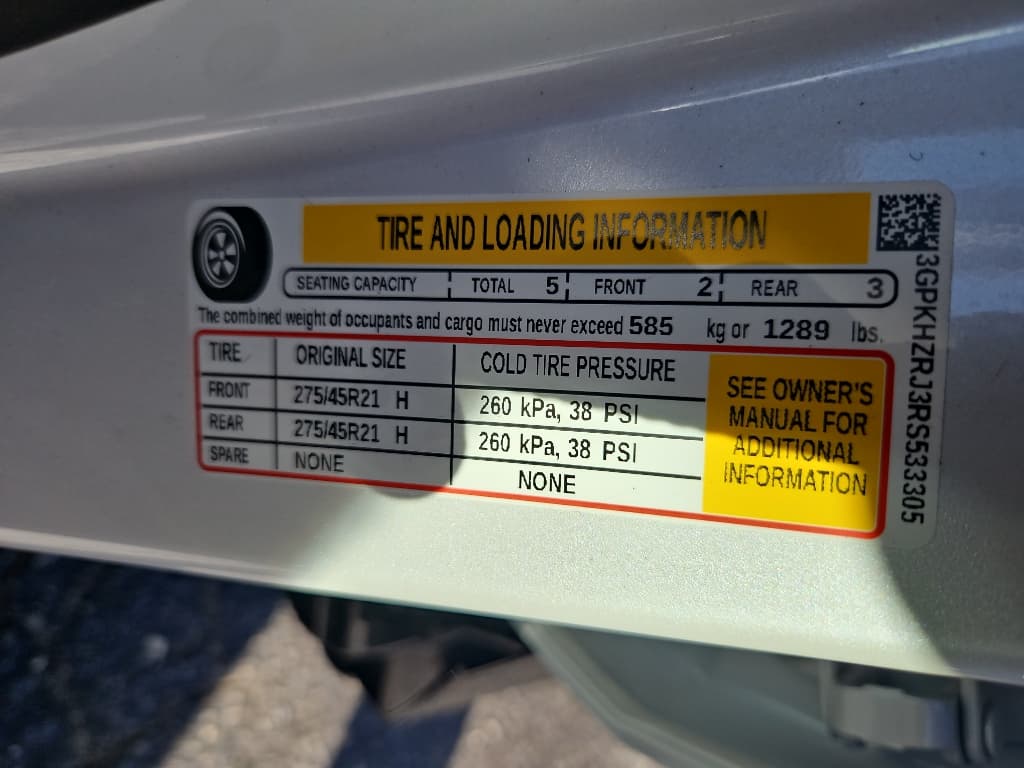 TIRE AND LOADING INFORMATION
SEATING CAPACITY TOTAL 5 FRONT 2 REAR 3
The combined weight of occupants and cargo must never exceed 585 kg or 1289 lbs.
TIRE ORIGINAL SIZE COLD TIRE PRESSURE
FRONT 275/45R21 H 260 kPa, 38 PSI
REAR 275/45R21 H 260 kPa, 38 PSI
SPARE NONE NONE
SEE OWNER'S
MANUAL FOR
ADDITIONAL
INFORMATION
3GPKHZRJ3RS533305